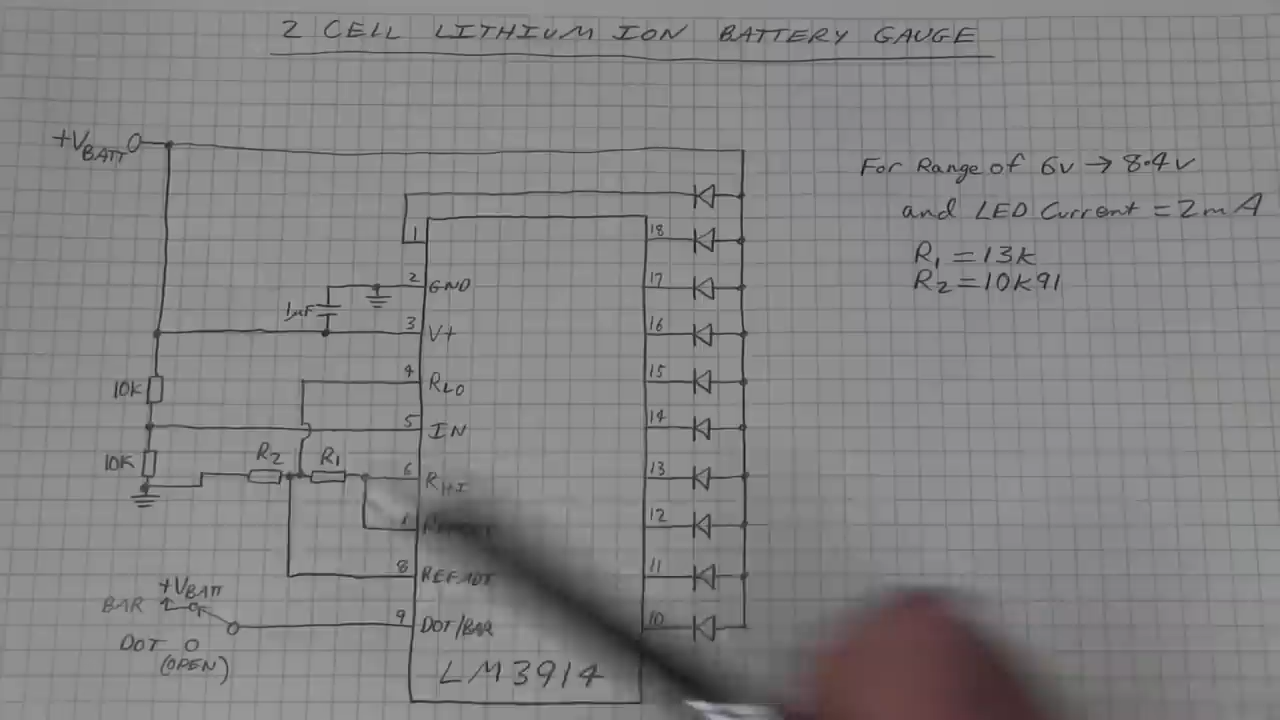 2 CELL LITHIUM ION BATTERY GAUGE
+VBATT
For Range of 6v → 8.4v
and LED Current = 2mA
R1 = 13K
R2 = 10K91
1
18
2 GND
17
1µF
3 V+
16
4 RLO
15
10K
5 IN
14
10K
R2
R1
6 RHI
13
12
8
11
+VBATT
BAR
9 DOT/BAR
10
DOT
(OPEN)
LM3914